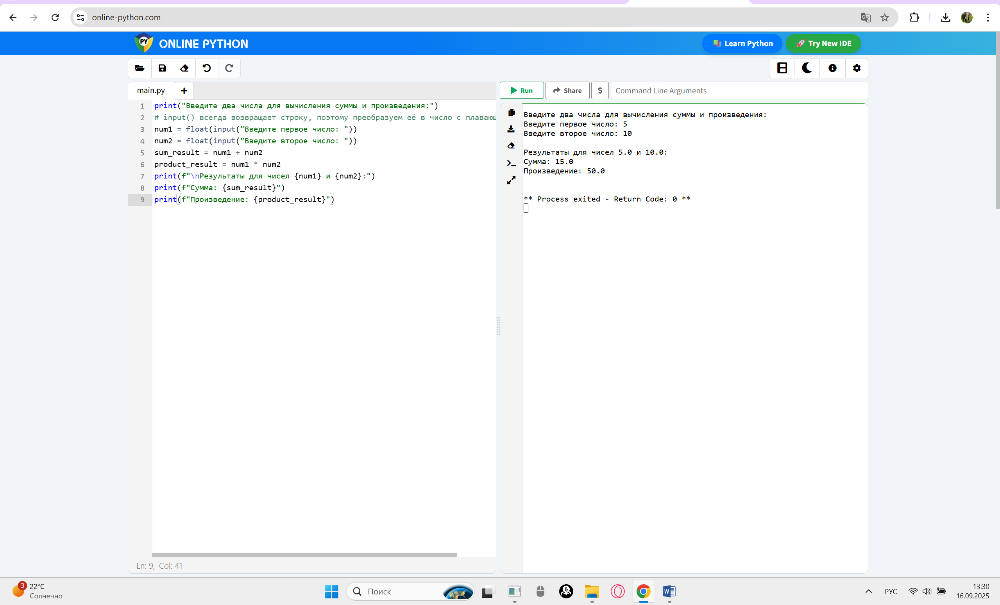 online-python.com
PY ONLINE PYTHON
Learn Python
Try New IDE
main.py
+
Run
Share
$
Command Line Arguments
1 print("Введите два числа для вычисления суммы и произведения:")
2 # input() всегда возвращает строку, поэтому преобразуем её в число с плавающ
3 num1 = float(input("Введите первое число: "))
4 num2 = float(input("Введите второе число: "))
5 sum_result = num1 + num2
6 product_result = num1 * num2
7 print(f"\nРезультаты для чисел {num1} и {num2}:")
8 print(f"Сумма: {sum_result}")
9 print(f"Произведение: {product_result}")
Ln: 9, Col: 41
Введите два числа для вычисления суммы и произведения:
Введите первое число: 5
Введите второе число: 10
Результаты для чисел 5.0 и 10.0:
Сумма: 15.0
Произведение: 50.0
** Process exited - Return Code: 0 **
3
22°C
Солнечно
Поиск
РУС
13:30
16.09.2025